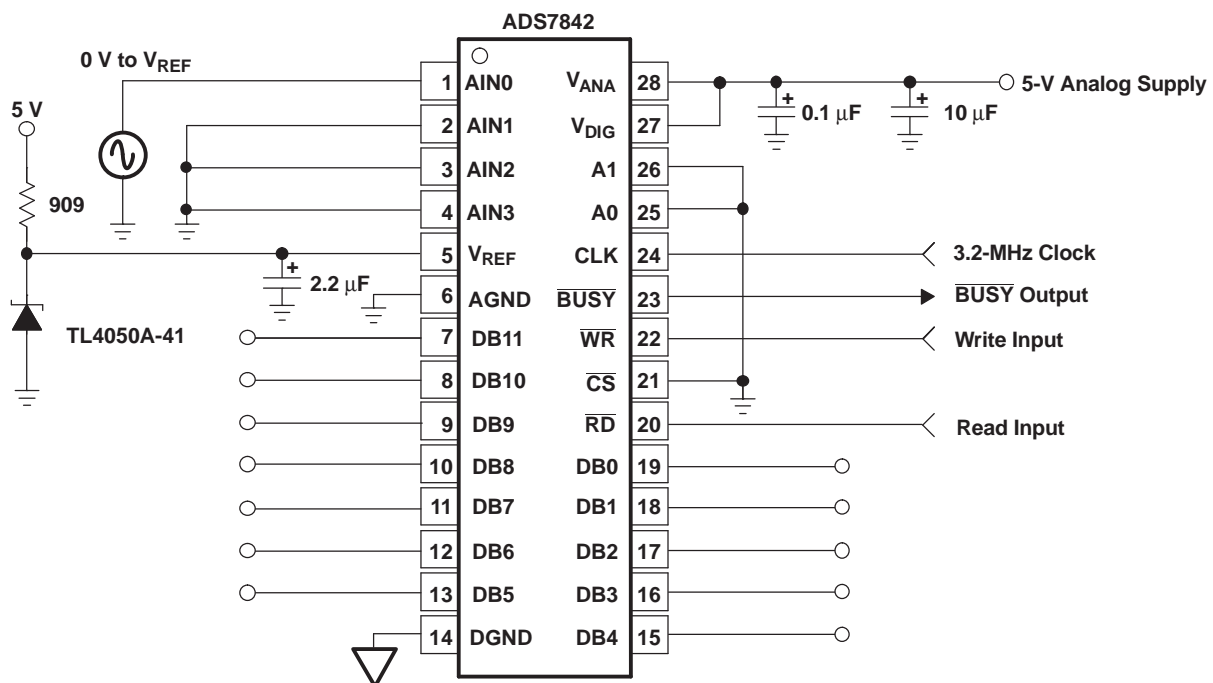 ADS7842
0 V to VREF
5 V
909
TL4050A-41
2.2 μF
1 AIN0
2 AIN1
3 AIN2
4 AIN3
5 VREF
6 AGND
7 DB11
8 DB10
9 DB9
10 DB8
11 DB7
12 DB6
13 DB5
14 DGND
VANA 28
VDIG 27
A1 26
A0 25
CLK 24
BUSY 23
WR 22
CS 21
RD 20
DB0 19
DB1 18
DB2 17
DB3 16
DB4 15
+
+
+
0.1 μF
10 μF
5-V Analog Supply
3.2-MHz Clock
BUSY Output
Write Input
Read Input